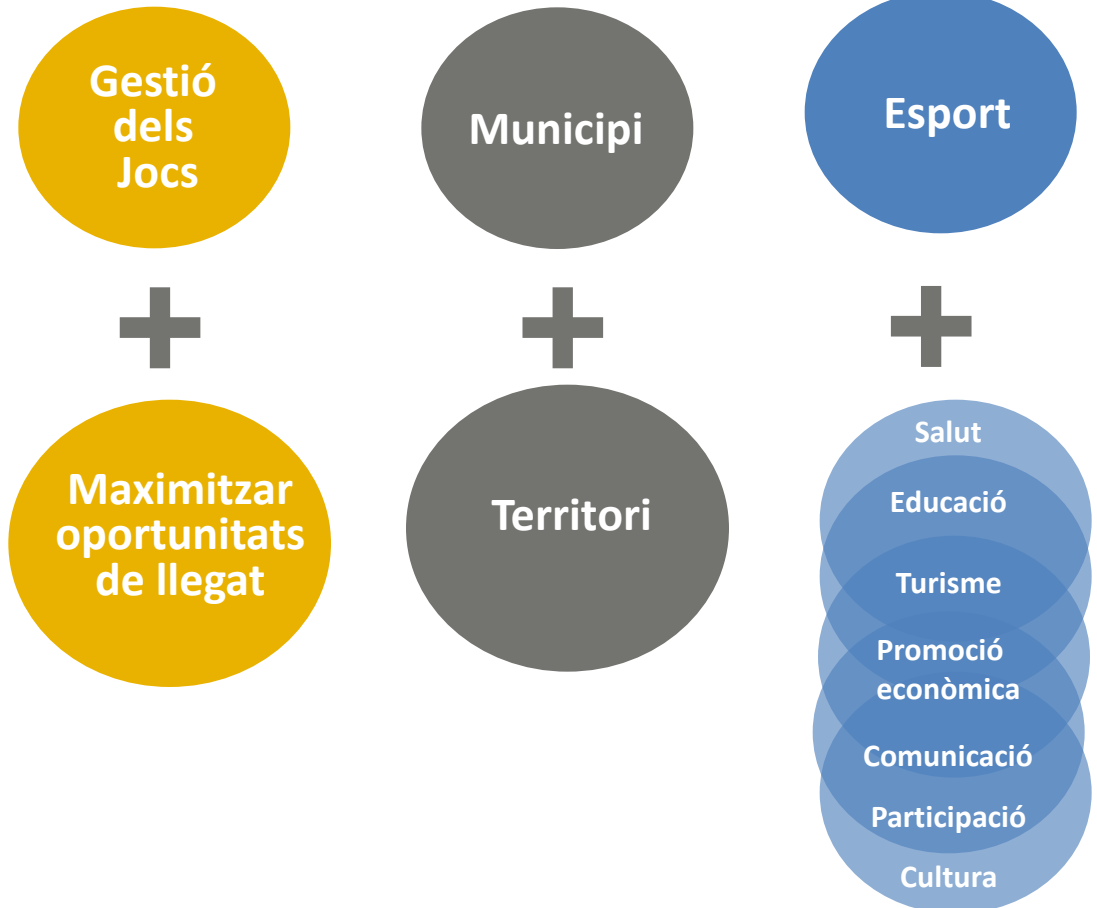 Gestió
dels
Jocs
Municipi
Esport
Maximitzar
oportunitats
de llegat
Territori
Salut
Educació
Turisme
Promoció
econòmica
Comunicació
Participació
Cultura